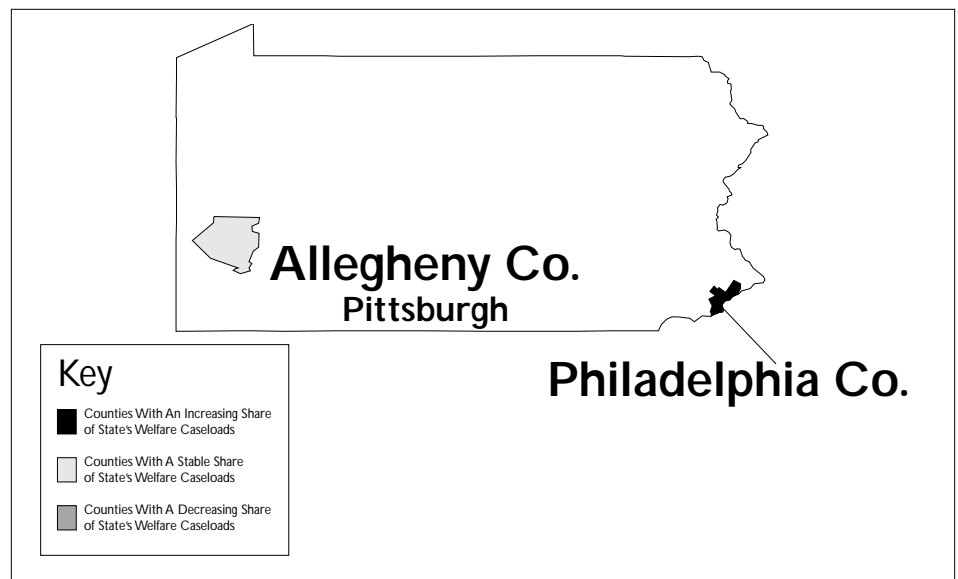 Allegheny Co.
Pittsburgh
Philadelphia Co.
Key
Counties With An Increasing Share
of State's Welfare Caseloads
Counties With A Stable Share
of State's Welfare Caseloads
Counties With A Decreasing Share
of State's Welfare Caseloads